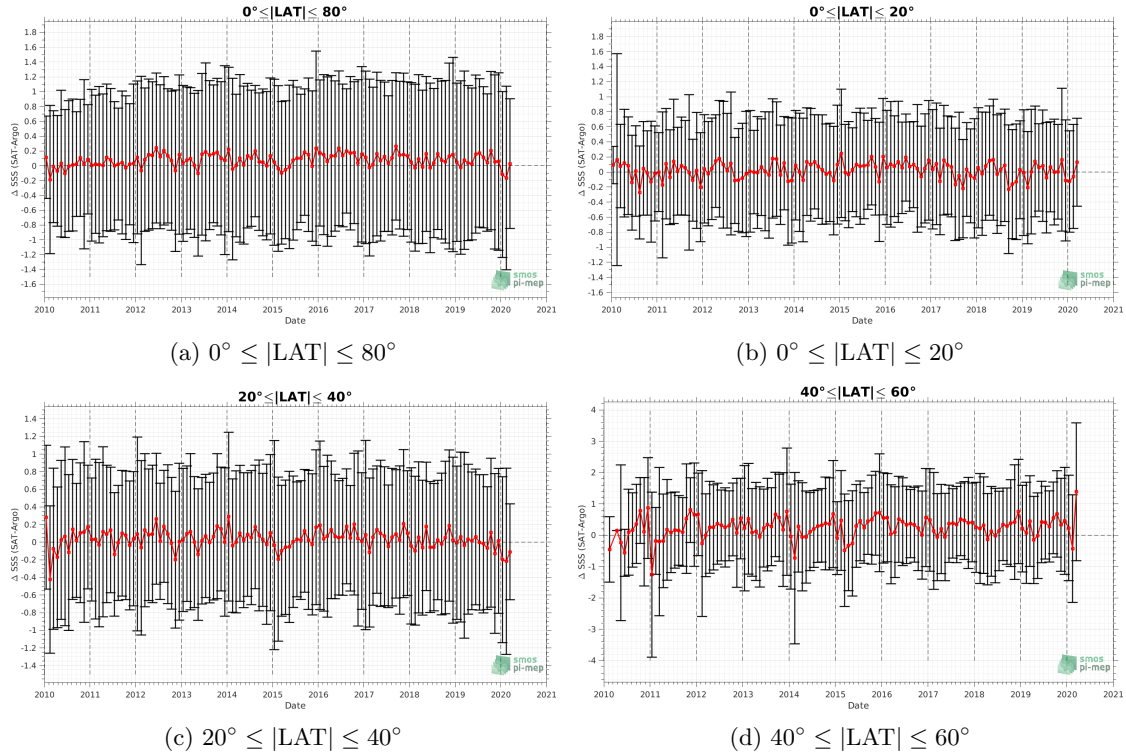 0°≤|LAT|≤ 80°
Δ SSS (SAT-Argo)
1.8
1.6
1.4
1.2
1
0.8
0.6
0.4
0.2
0
-0.2
-0.4
-0.6
-0.8
-1
-1.2
-1.4
-1.6
smos
pi-mep
2010 2011 2012 2013 2014 2015 2016 2017 2018 2019 2020 2021
Date
(a) 0° ≤ |LAT| ≤ 80°
0°≤|LAT|≤ 20°
Δ SSS (SAT-Argo)
1.8
1.6
1.4
1.2
1
0.8
0.6
0.4
0.2
0
-0.2
-0.4
-0.6
-0.8
-1
-1.2
-1.4
-1.6
smos
pi-mep
2010 2011 2012 2013 2014 2015 2016 2017 2018 2019 2020 2021
Date
(b) 0° ≤ |LAT| ≤ 20°
20°≤|LAT|≤ 40°
Δ SSS (SAT-Argo)
1.4
1.2
1
0.8
0.6
0.4
0.2
0
-0.2
-0.4
-0.6
-0.8
-1
-1.2
-1.4
smos
pi-mep
2010 2011 2012 2013 2014 2015 2016 2017 2018 2019 2020 2021
Date
(c) 20° ≤ |LAT| ≤ 40°
40°≤|LAT|≤ 60°
Δ SSS (SAT-Argo)
4
3
2
1
0
-1
-2
-3
-4
smos
pi-mep
2010 2011 2012 2013 2014 2015 2016 2017 2018 2019 2020 2021
Date
(d) 40° ≤ |LAT| ≤ 60°